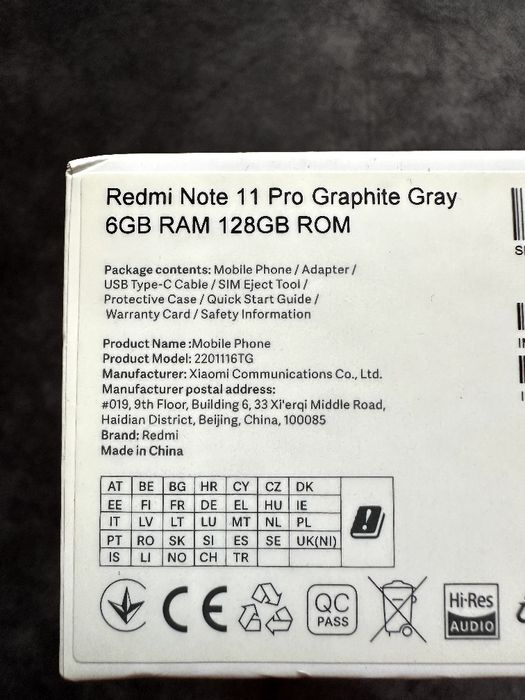 Redmi Note 11 Pro Graphite Gray
6GB RAM 128GB ROM
Package contents: Mobile Phone / Adapter /
USB Type-C Cable / SIM Eject Tool /
Protective Case / Quick Start Guide /
Warranty Card / Safety Information
Product Name :Mobile Phone
Product Model: 2201116TG
Manufacturer: Xiaomi Communications Co., Ltd.
Manufacturer postal address:
#019, 9th Floor, Building 6, 33 Xi'erqi Middle Road,
Haidian District, Beijing, China, 100085
Brand: Redmi
Made in China
AT BE BG HR CY CZ DK
EE FI FR DE EL HU IE
IT LV LT LU MT NL PL
PT RO SK SI ES SE UK(NI)
IS LI NO CH TR
CE
QC
PASS
Hi-Res
AUDIO